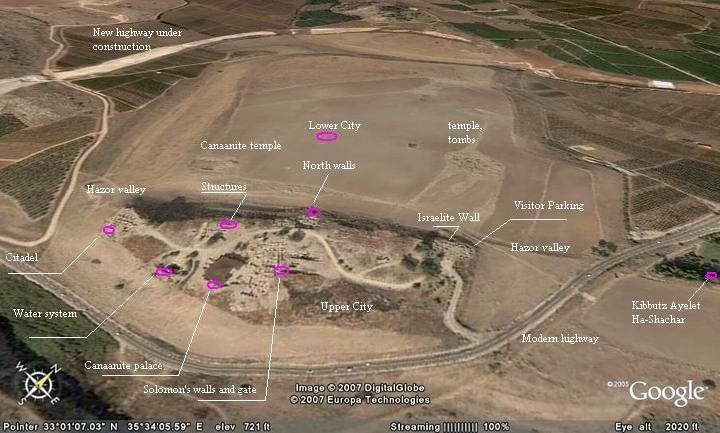 New highway under
construction
Lower City
temple,
tombs
Canaanite temple
North walls
Hazor valley
Structures
Israelite Wall
Visitor Parking
Hazor valley
Citadel
Kibbutz Ayelet
Ha-Shachar
Upper City
Water system
Modern highway
Canaanite palace
Solomon's walls and gate
Image © 2007 DigitalGlobe
© 2007 Europa Technologies
©2005 Google
N
E
S
W
Pointer 33°01'07.03" N 35°34'05.59" E elev 721 ft Streaming |||||||||| 100% Eye alt 2020 ft